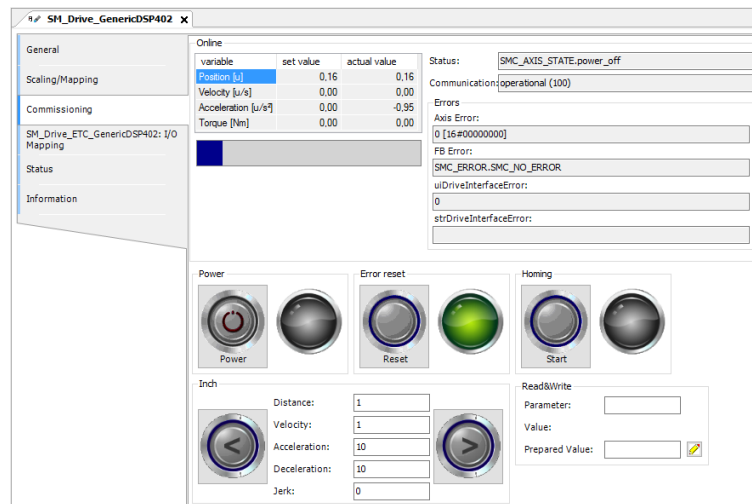 SM_Drive_GenericDSP402 x
General
Scaling/Mapping
Commissioning
SM_Drive_ETC_GenericDSP402: I/O
Mapping
Status
Information
Online
variable set value actual value
Position [u] 0,16 0,16
Velocity [u/s] 0,00 0,00
Acceleration [u/s²] 0,00 -0,95
Torque [Nm] 0,00 0,00
Status: SMC_AXIS_STATE.power_off
Communication: operational (100)
Errors
Axis Error:
0 [16#00000000]
FB Error:
SMC_ERROR.SMC_NO_ERROR
uiDriveInterfaceError:
0
strDriveInterfaceError:
Power
Power
Error reset
Reset
Homing
Start
Inch
<
Distance: 1
Velocity: 1
Acceleration: 10
Deceleration: 10
Jerk: 0
>
Read&Write
Parameter:
Value:
Prepared Value: